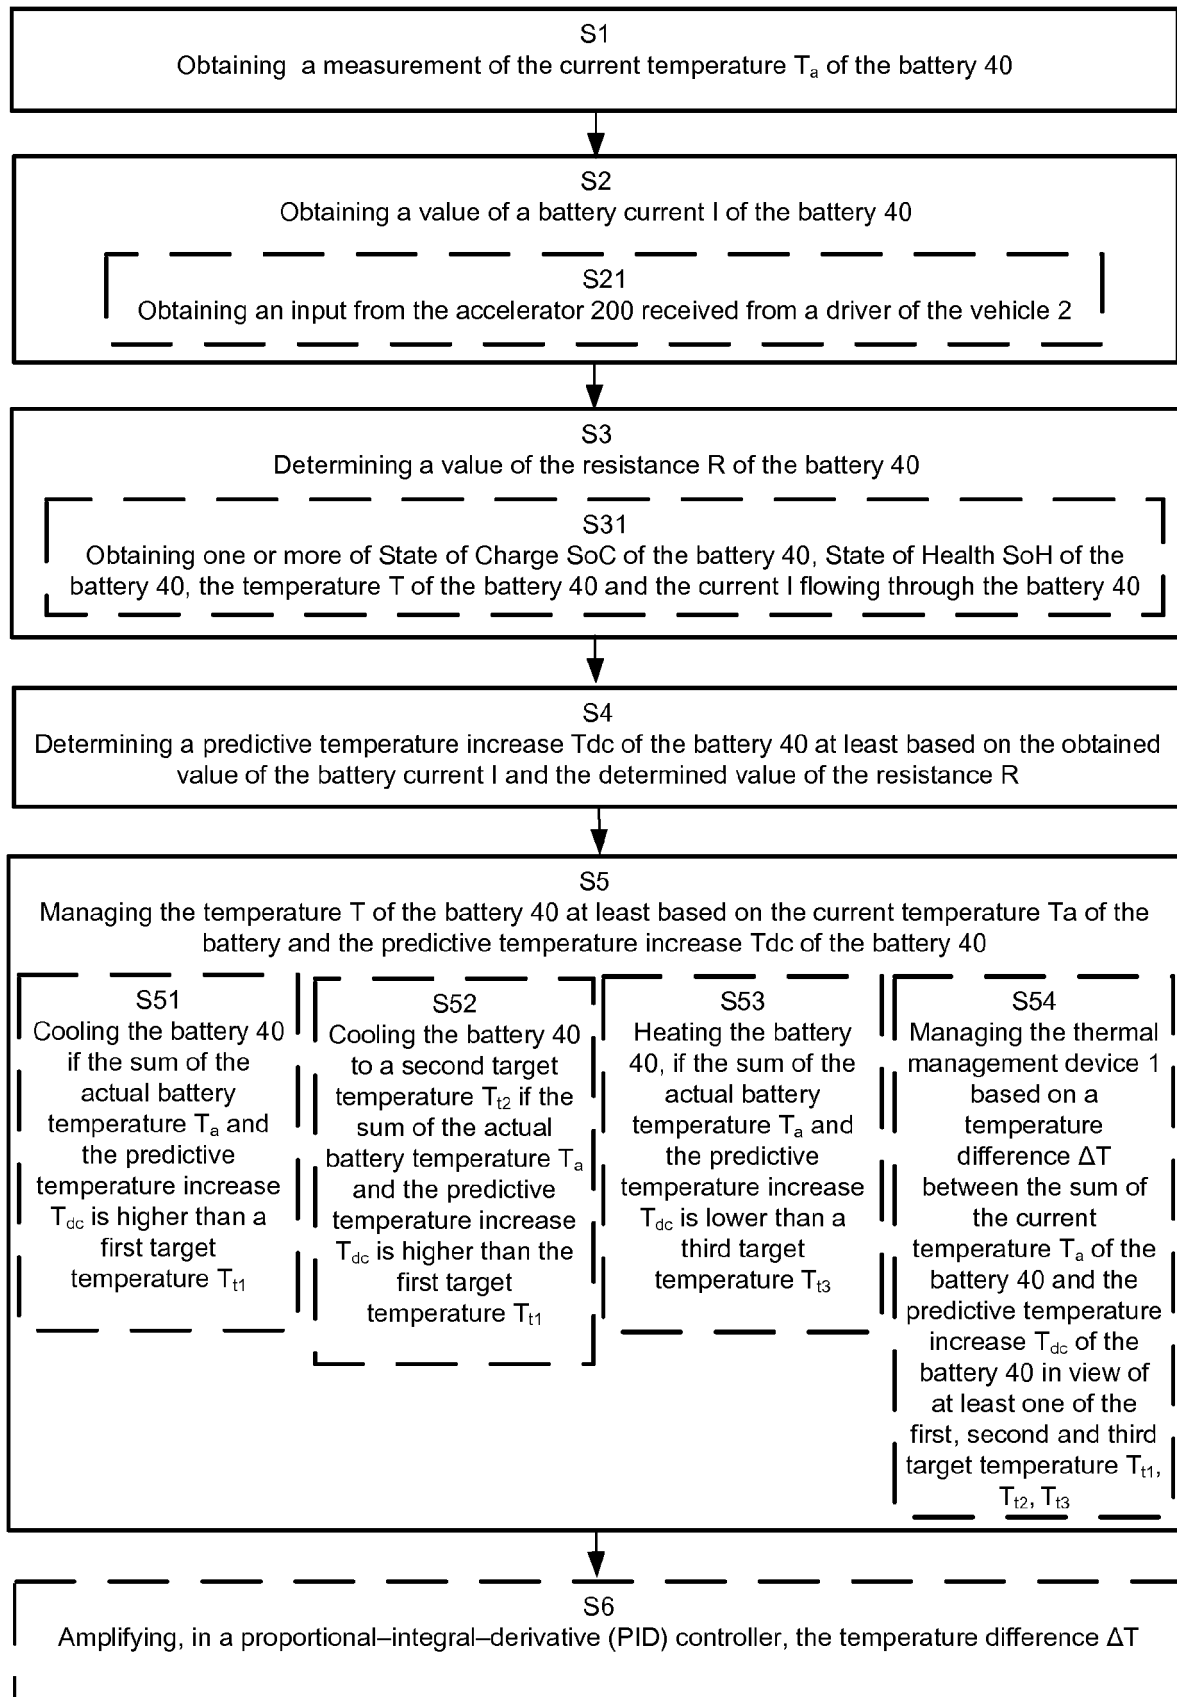 S1
Obtaining a measurement of the current temperature Ta of the battery 40
S2
Obtaining a value of a battery current I of the battery 40
S21
Obtaining an input from the accelerator 200 received from a driver of the vehicle 2
S3
Determining a value of the resistance R of the battery 40
S31
Obtaining one or more of State of Charge SoC of the battery 40, State of Health SoH of the
battery 40, the temperature T of the battery 40 and the current I flowing through the battery 40
S4
Determining a predictive temperature increase Tdc of the battery 40 at least based on the obtained
value of the battery current I and the determined value of the resistance R
S5
Managing the temperature T of the battery 40 at least based on the current temperature Ta of the
battery and the predictive temperature increase Tdc of the battery 40
S51
Cooling the battery 40
if the sum of the
actual battery
temperature Ta and
the predictive
temperature increase
Tdc is higher than a
first target
temperature Tt1
S52
Cooling the battery 40
to a second target
temperature Tt2 if the
sum of the actual
battery temperature Ta
and the predictive
temperature increase
Tdc is higher than the
first target
temperature Tt1
S53
Heating the battery
40, if the sum of the
actual battery
temperature Ta and
the predictive
temperature increase
Tdc is lower than a
third target
temperature Tt3
S54
Managing the thermal
management device 1
based on a
temperature
difference ΔT
between the sum of
the current
temperature Ta of the
battery 40 and the
predictive temperature
increase Tdc of the
battery 40 in view of
at least one of the
first, second and third
target temperature Tt1,
Tt2, Tt3
S6
Amplifying, in a proportional–integral–derivative (PID) controller, the temperature difference ΔT